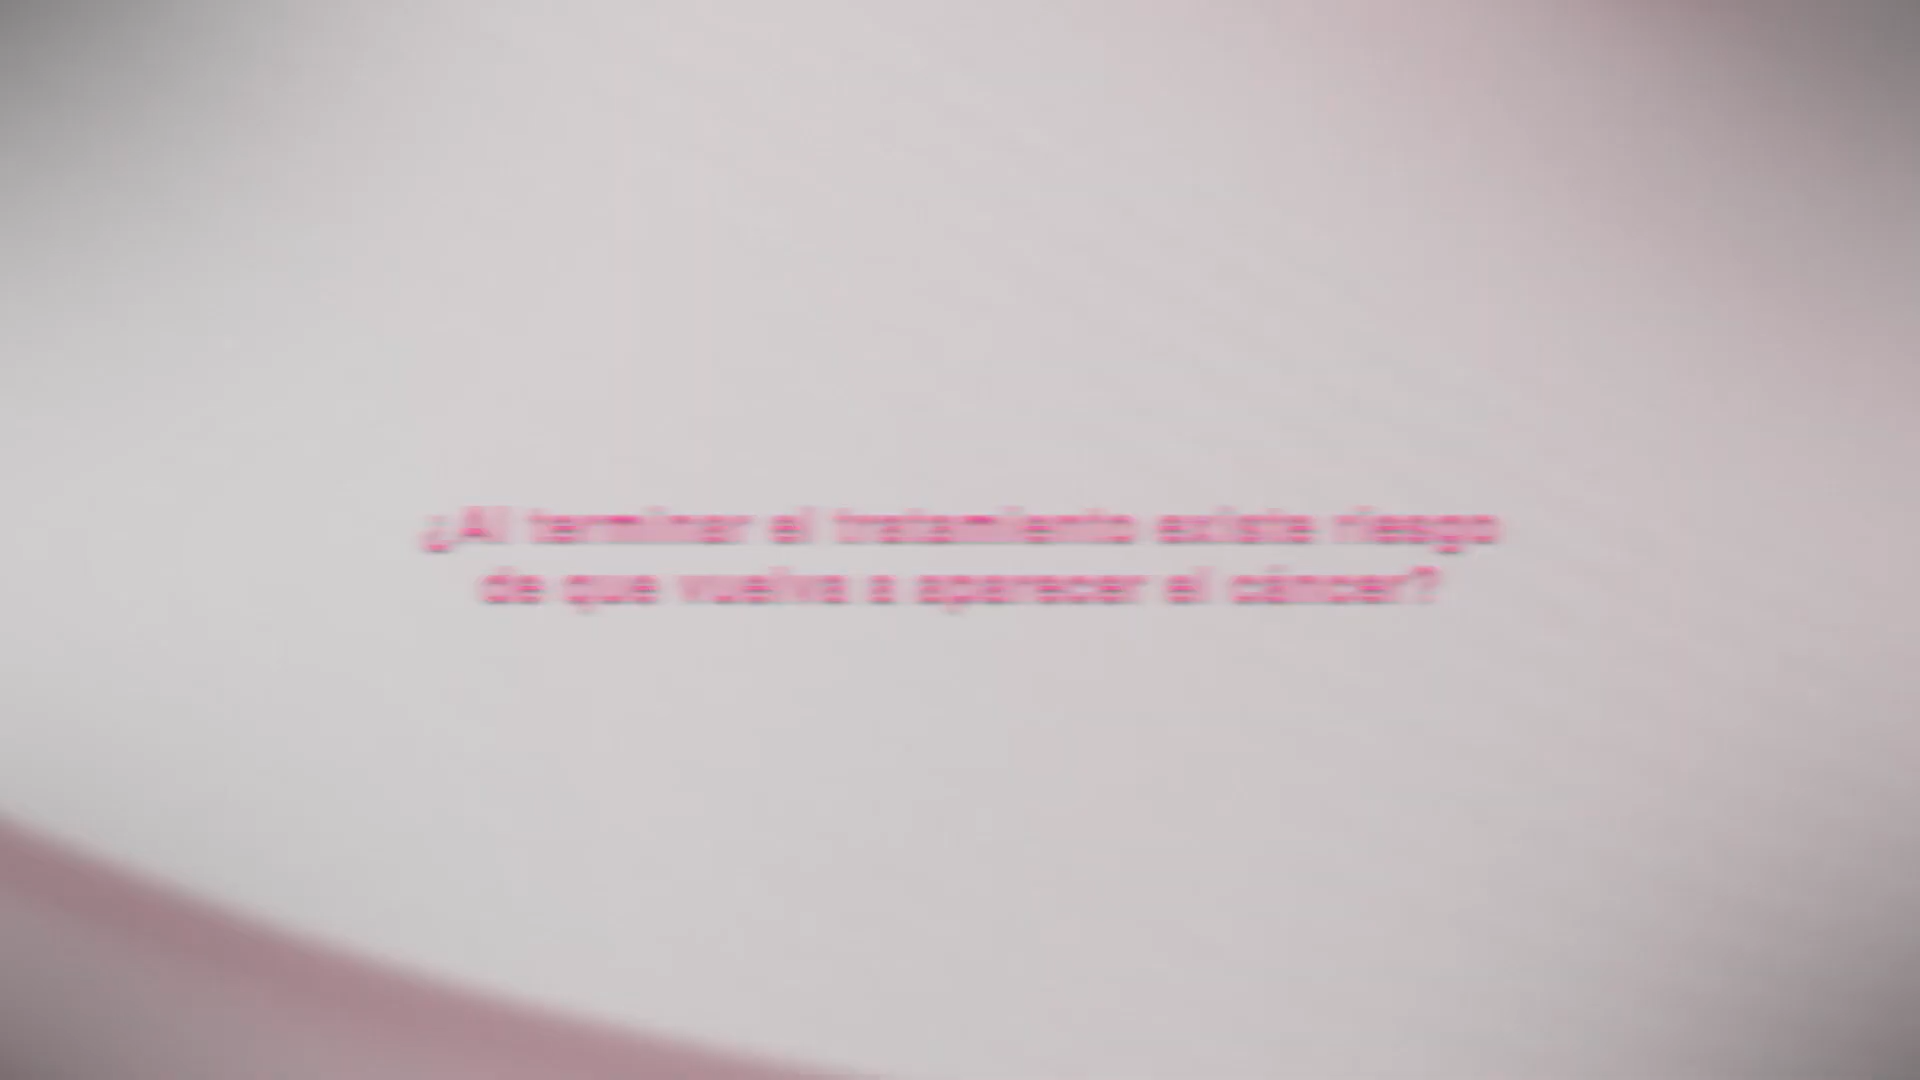 ¿Al terminar el tratamiento existe riesgo
de que vuelva a aparecer el cáncer?